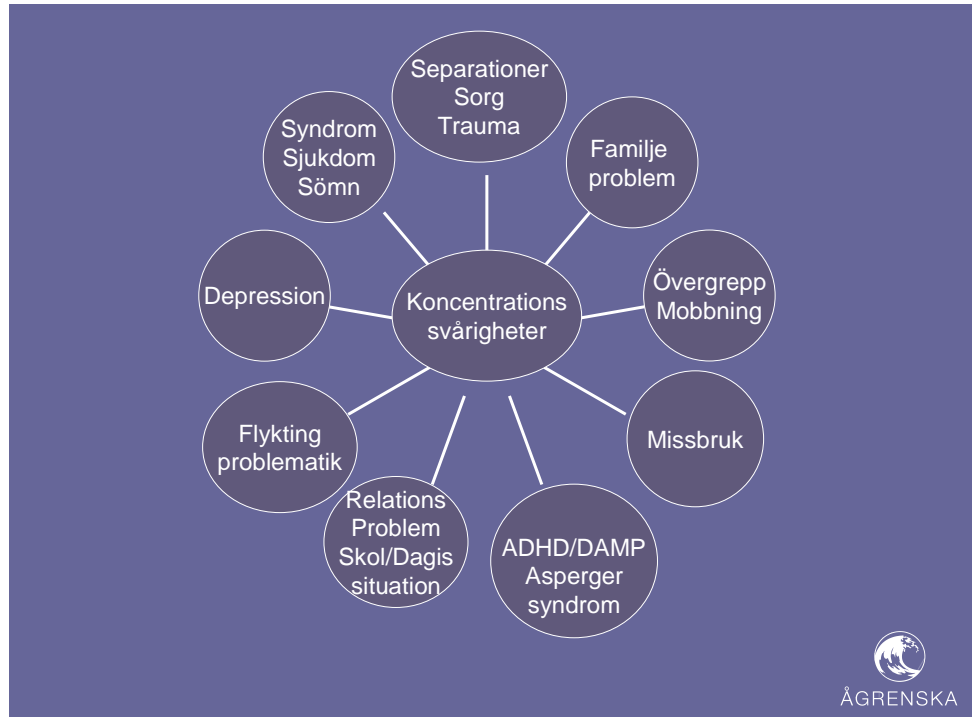 Separationer
Sorg
Trauma
Syndrom
Sjukdom
Sömn
Familje
problem
Depression
Koncentrations
svårigheter
Övergrepp
Mobbning
Flykting
problematik
Missbruk
Relations
Problem
Skol/Dagis
situation
ADHD/DAMP
Asperger
syndrom
ÅGRENSKA